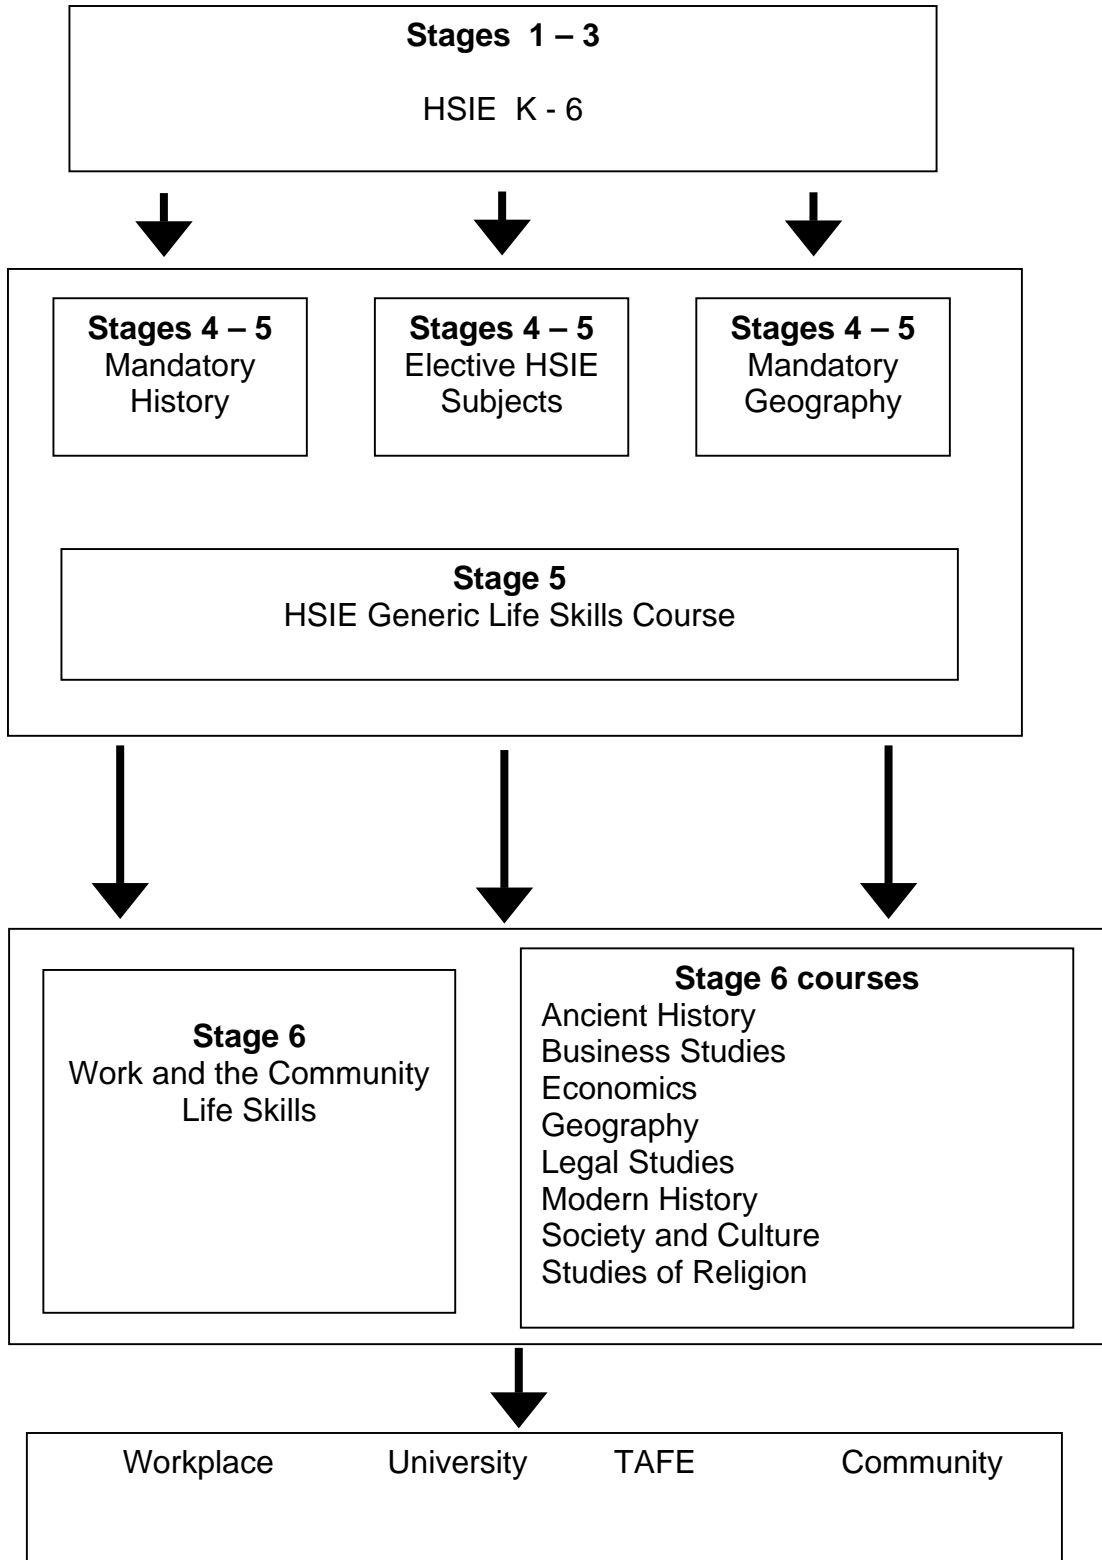 Stages 1 – 3
HSIE K - 6
Stages 4 – 5
Mandatory
History
Stages 4 – 5
Elective HSIE
Subjects
Stages 4 – 5
Mandatory
Geography
Stage 5
HSIE Generic Life Skills Course
Stage 6
Work and the Community
Life Skills
Stage 6 courses
Ancient History
Business Studies
Economics
Geography
Legal Studies
Modern History
Society and Culture
Studies of Religion
Workplace University TAFE Community